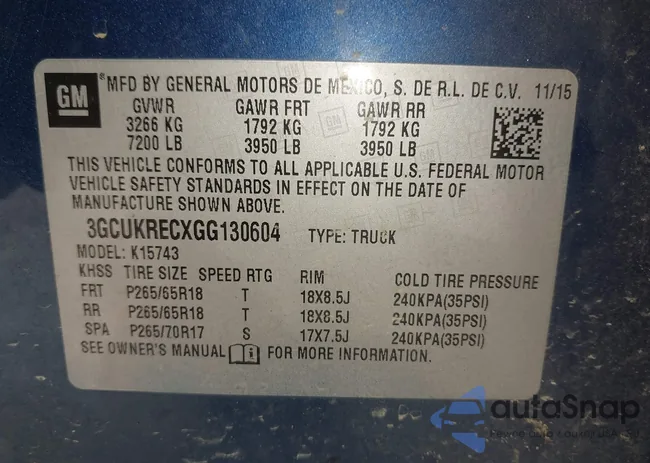 GM
MFD BY GENERAL MOTORS DE MEXICO, S. DE R.L. DE C.V. 11/15
GVWR GAWR FRT GAWR RR
3266 KG 1792 KG 1792 KG
7200 LB 3950 LB 3950 LB
THIS VEHICLE CONFORMS TO ALL APPLICABLE U.S. FEDERAL MOTOR
VEHICLE SAFETY STANDARDS IN EFFECT ON THE DATE OF
MANUFACTURE SHOWN ABOVE.
3GCUKRECXGG130604 TYPE: TRUCK
MODEL: K15743
KHSS TIRE SIZE SPEED RTG RIM COLD TIRE PRESSURE
FRT P265/65R18 T 18X8.5J 240KPA(35PSI)
RR P265/65R18 T 18X8.5J 240KPA(35PSI)
SPA P265/70R17 S 17X7.5J 240KPA(35PSI)
SEE OWNER'S MANUAL FOR MORE INFORMATION.
autoSnap